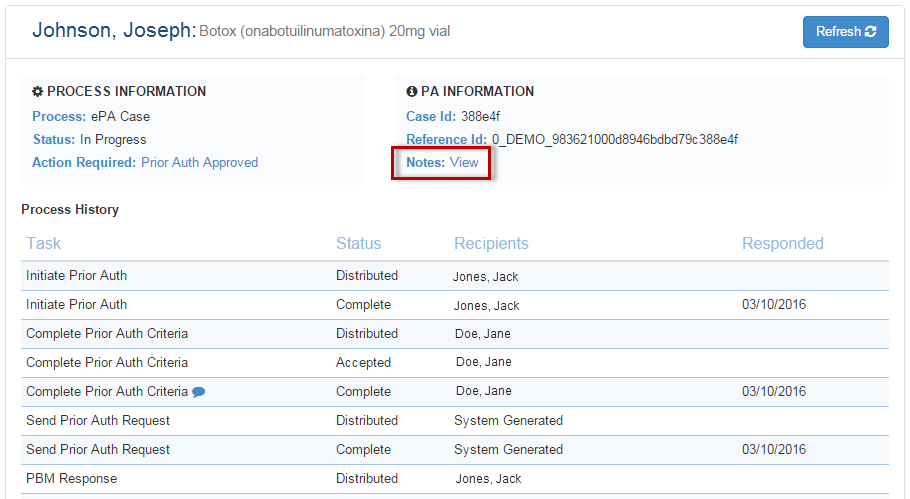 Johnson, Joseph: Botox (onabotuilinumatoxina) 20mg vial
Refresh
PROCESS INFORMATION
Process: ePA Case
Status: In Progress
Action Required: Prior Auth Approved
PA INFORMATION
Case Id: 388e4f
Reference Id: 0_DEMO_983621000d8946bdbd79c388e4f
Notes: View
Process History
Task Status Recipients Responded
Initiate Prior Auth Distributed Jones, Jack
Initiate Prior Auth Complete Jones, Jack 03/10/2016
Complete Prior Auth Criteria Distributed Doe, Jane
Complete Prior Auth Criteria Accepted Doe, Jane
Complete Prior Auth Criteria Complete Doe, Jane 03/10/2016
Send Prior Auth Request Distributed System Generated
Send Prior Auth Request Complete System Generated 03/10/2016
PBM Response Distributed Jones, Jack